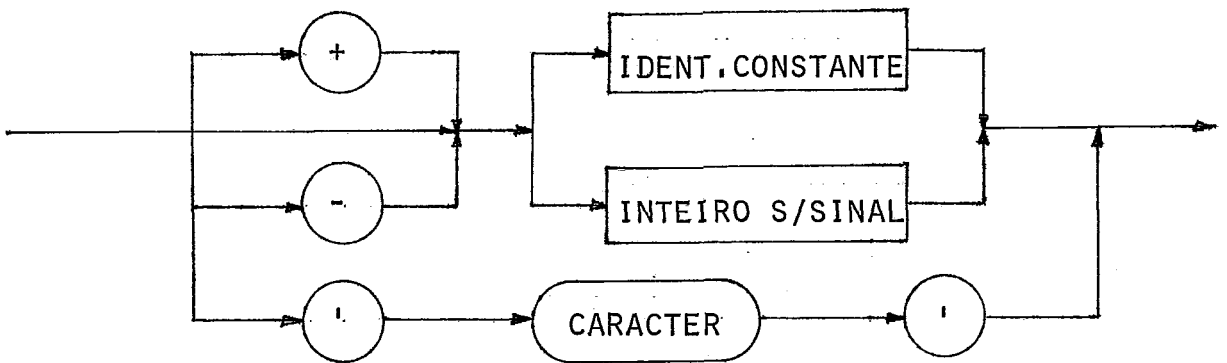 +
IDENT.CONSTANTE
-
INTEIRO S/SINAL
' CARACTER '